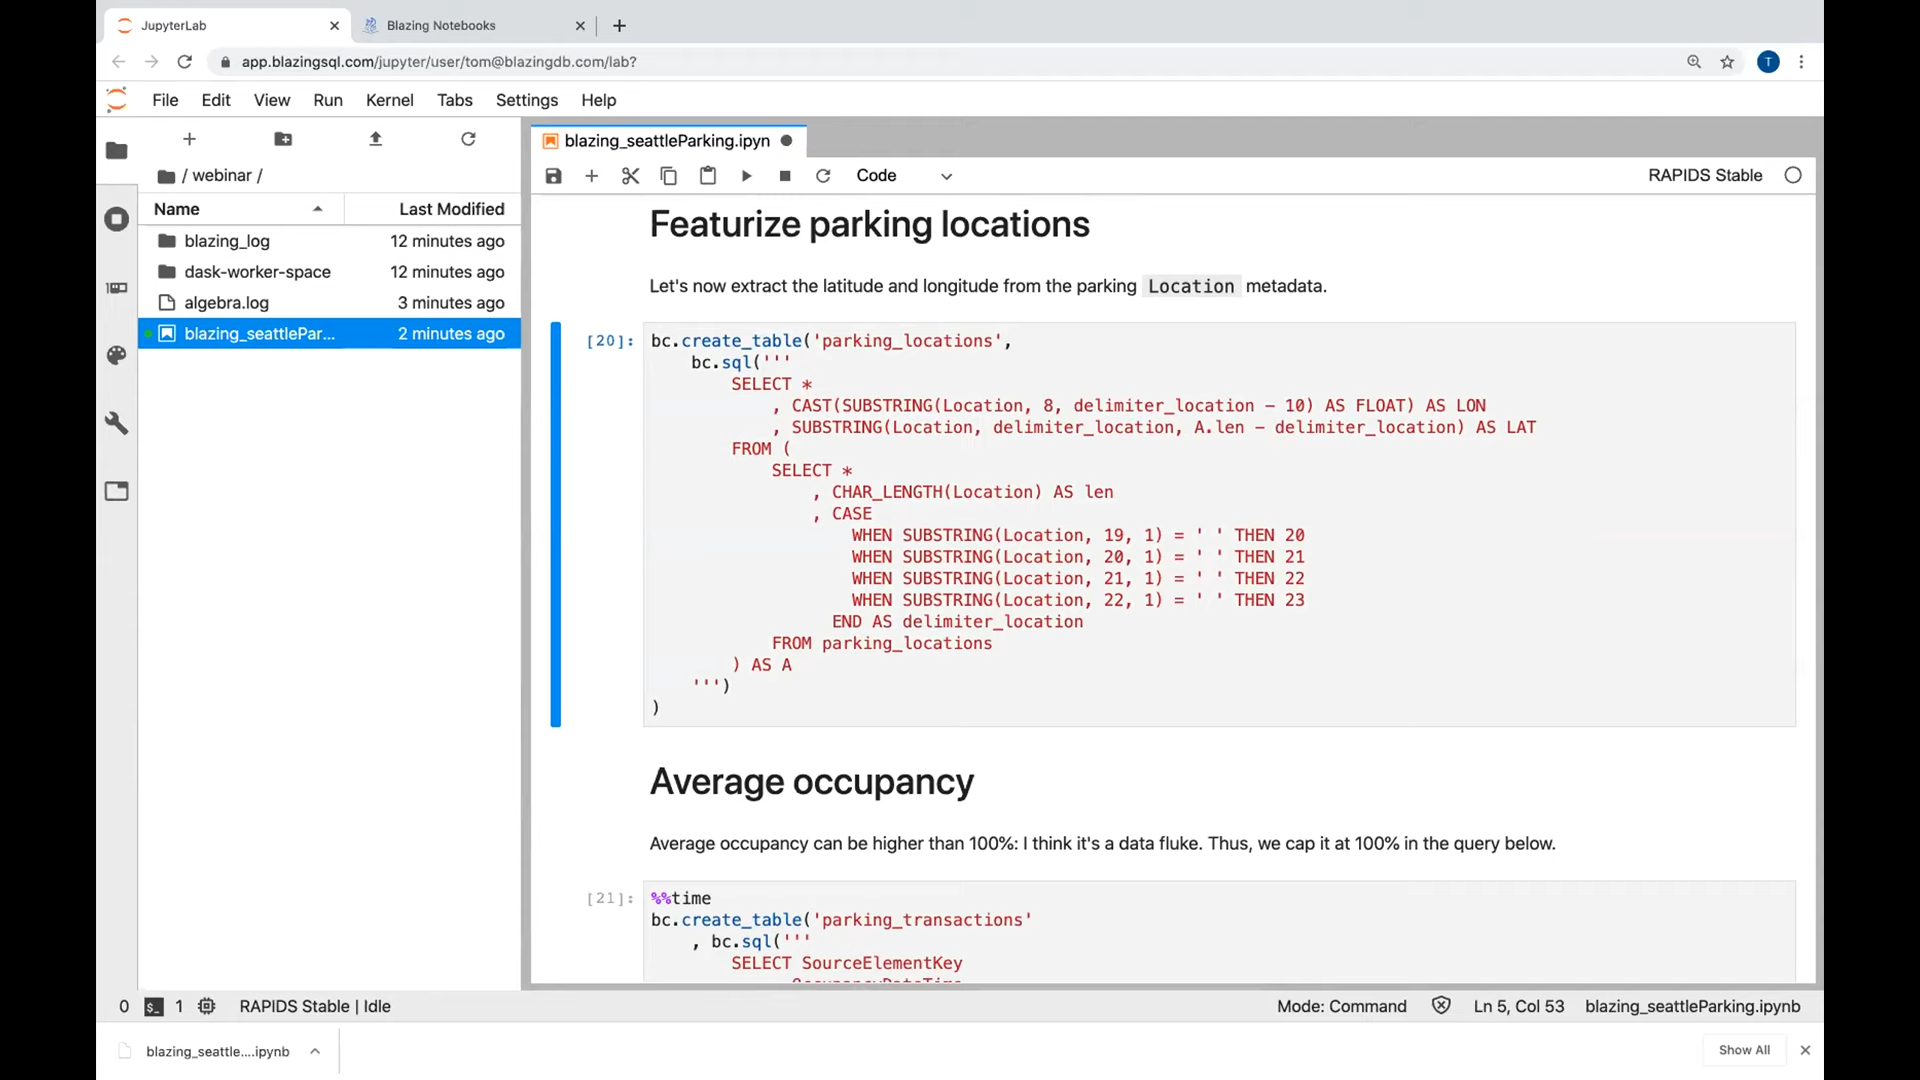 JupyterLab
Blazing Notebooks
app.blazingsql.com/jupyter/user/tom@blazingdb.com/lab?
T
File Edit View Run Kernel Tabs Settings Help
/ webinar /
Name Last Modified
blazing_log 12 minutes ago
dask-worker-space 12 minutes ago
algebra.log 3 minutes ago
blazing_seattlePar... 2 minutes ago
blazing_seattleParking.ipyn
Code
RAPIDS Stable
Featurize parking locations
Let's now extract the latitude and longitude from the parking Location metadata.
[20]: bc.create_table('parking_locations',
bc.sql('''
SELECT *
, CAST(SUBSTRING(Location, 8, delimiter_location - 10) AS FLOAT) AS LON
, SUBSTRING(Location, delimiter_location, A.len - delimiter_location) AS LAT
FROM (
SELECT *
, CHAR_LENGTH(Location) AS len
, CASE
WHEN SUBSTRING(Location, 19, 1) = ' ' THEN 20
WHEN SUBSTRING(Location, 20, 1) = ' ' THEN 21
WHEN SUBSTRING(Location, 21, 1) = ' ' THEN 22
WHEN SUBSTRING(Location, 22, 1) = ' ' THEN 23
END AS delimiter_location
FROM parking_locations
) AS A
''')
)
Average occupancy
Average occupancy can be higher than 100%: I think it's a data fluke. Thus, we cap it at 100% in the query below.
[21]: %%time
bc.create_table('parking_transactions'
, bc.sql('''
SELECT SourceElementKey
0 $_ 1 RAPIDS Stable | Idle
Mode: Command Ln 5, Col 53 blazing_seattleParking.ipynb
blazing_seattle....ipynb
Show All